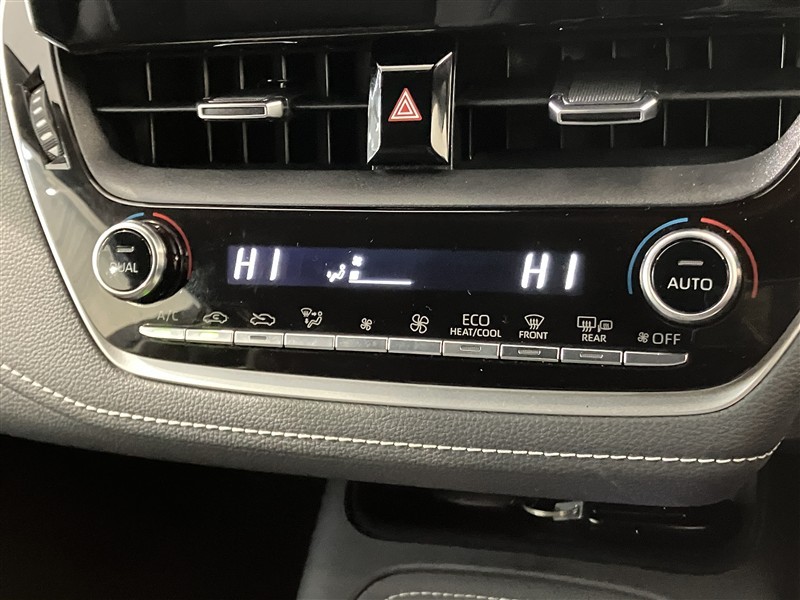 HI HI
DUAL AUTO
A/C ECO HEAT/COOL FRONT REAR OFF